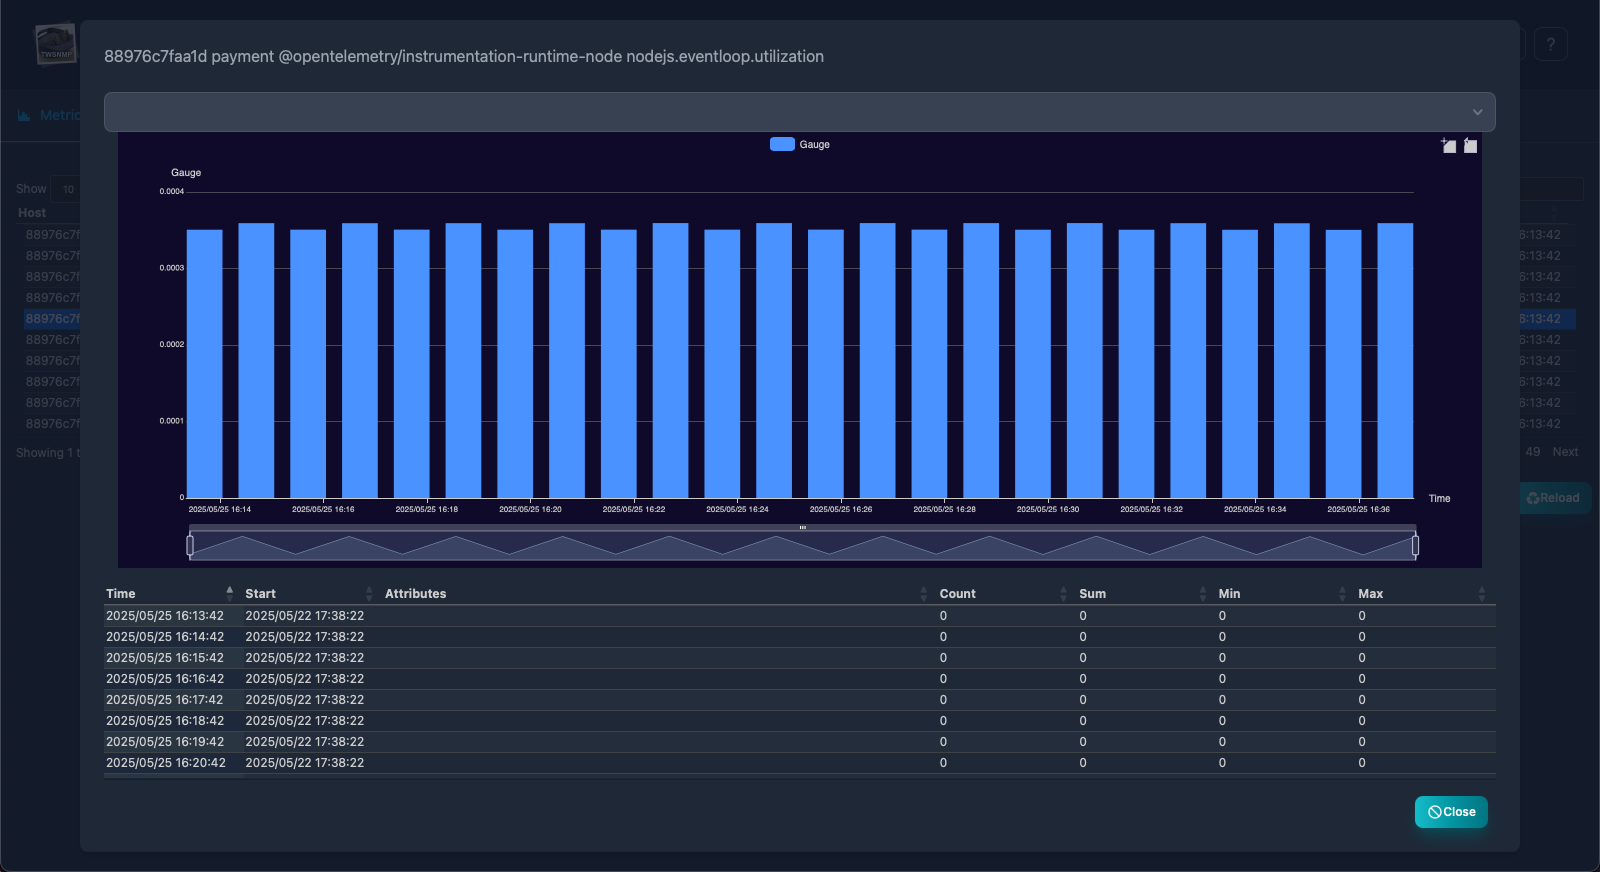 88976c7faa1d payment @opentelemetry/instrumentation-runtime-node nodejs.eventloop.utilization
TWSNMP
?
Metric
Gauge
Gauge
0.0004
0.0003
0.0002
0.0001
0
2025/05/25 16:14 2025/05/25 16:16 2025/05/25 16:18 2025/05/25 16:20 2025/05/25 16:22 2025/05/25 16:24 2025/05/25 16:26 2025/05/25 16:28 2025/05/25 16:30 2025/05/25 16:32 2025/05/25 16:34 2025/05/25 16:36
Time
Show 10
Host
88976c7f 6:13:42
88976c7f 6:13:42
88976c7f 6:13:42
88976c7f 6:13:42
88976c7f 6:13:42
88976c7f 6:13:42
88976c7f 6:13:42
88976c7f 6:13:42
88976c7f 6:13:42
88976c7f 6:13:42
Showing 1 t 49 Next
Reload
Time Start Attributes Count Sum Min Max
2025/05/25 16:13:42 2025/05/22 17:38:22 0 0 0 0
2025/05/25 16:14:42 2025/05/22 17:38:22 0 0 0 0
2025/05/25 16:15:42 2025/05/22 17:38:22 0 0 0 0
2025/05/25 16:16:42 2025/05/22 17:38:22 0 0 0 0
2025/05/25 16:17:42 2025/05/22 17:38:22 0 0 0 0
2025/05/25 16:18:42 2025/05/22 17:38:22 0 0 0 0
2025/05/25 16:19:42 2025/05/22 17:38:22 0 0 0 0
2025/05/25 16:20:42 2025/05/22 17:38:22 0 0 0 0
Close